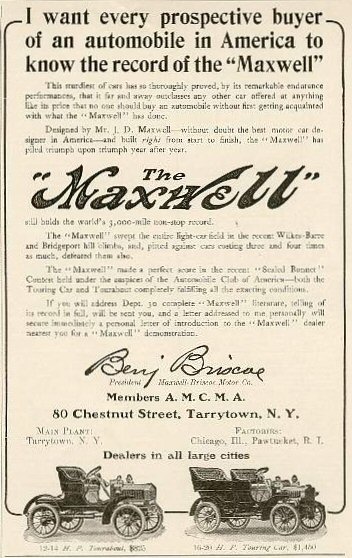 I want every prospective buyer
of an automobile in America to
know the record of the "Maxwell"
This sturdiest of cars has so thoroughly proved, by its remarkable endurance
performances, that it far and away outclasses any other car offered at anything
like its price that no one should buy an automobile without first getting acquainted
with what the "Maxwell" has done.
Designed by Mr. J. D. Maxwell—without doubt the best motor car de-
signer in America—and built right from start to finish, the "Maxwell" has
piled triumph upon triumph year after year.
The
"Maxwell"
still holds the world's 3,000-mile non-stop record.
The "Maxwell" swept the entire light-car field in the recent Wilkes-Barre
and Bridgeport hill climbs, and, pitted against cars costing three and four times
as much, defeated them also.
The "Maxwell" made a perfect score in the recent "Sealed Bonnet"
Contest held under the auspices of the Automobile Club of America—both the
Touring Car and Tourabout completely fulfilling all the exacting conditions.
If you will address Dept. 30 complete "Maxwell" literature, telling of
its record in full, will be sent you, and a letter addressed to me personally will
secure immediately a personal letter of introduction to the "Maxwell" dealer
nearest you for a "Maxwell" demonstration.
Benj Briscoe
President Maxwell-Briscoe Motor Co.
Members A. M. C. M. A.
80 Chestnut Street, Tarrytown, N. Y.
Main Plant:
Tarrytown, N. Y.
Factories:
Chicago, Ill., Pawtucket, R. I.
Dealers in all large cities
12-14 H. P. Tourabout, $825
16-20 H. P. Touring Car, $1,450